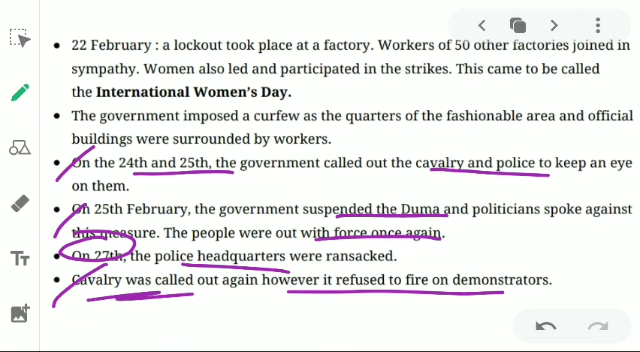 • 22 February : a lockout took place at a factory. Workers of 50 other factories joined in
sympathy. Women also led and participated in the strikes. This came to be called
the International Women’s Day.
• The government imposed a curfew as the quarters of the fashionable area and official
buildings were surrounded by workers.
• On the 24th and 25th, the government called out the cavalry and police to keep an eye
on them.
• On 25th February, the government suspended the Duma and politicians spoke against
this measure. The people were out with force once again.
• On 27th, the police headquarters were ransacked.
• Cavalry was called out again however it refused to fire on demonstrators.
Tт